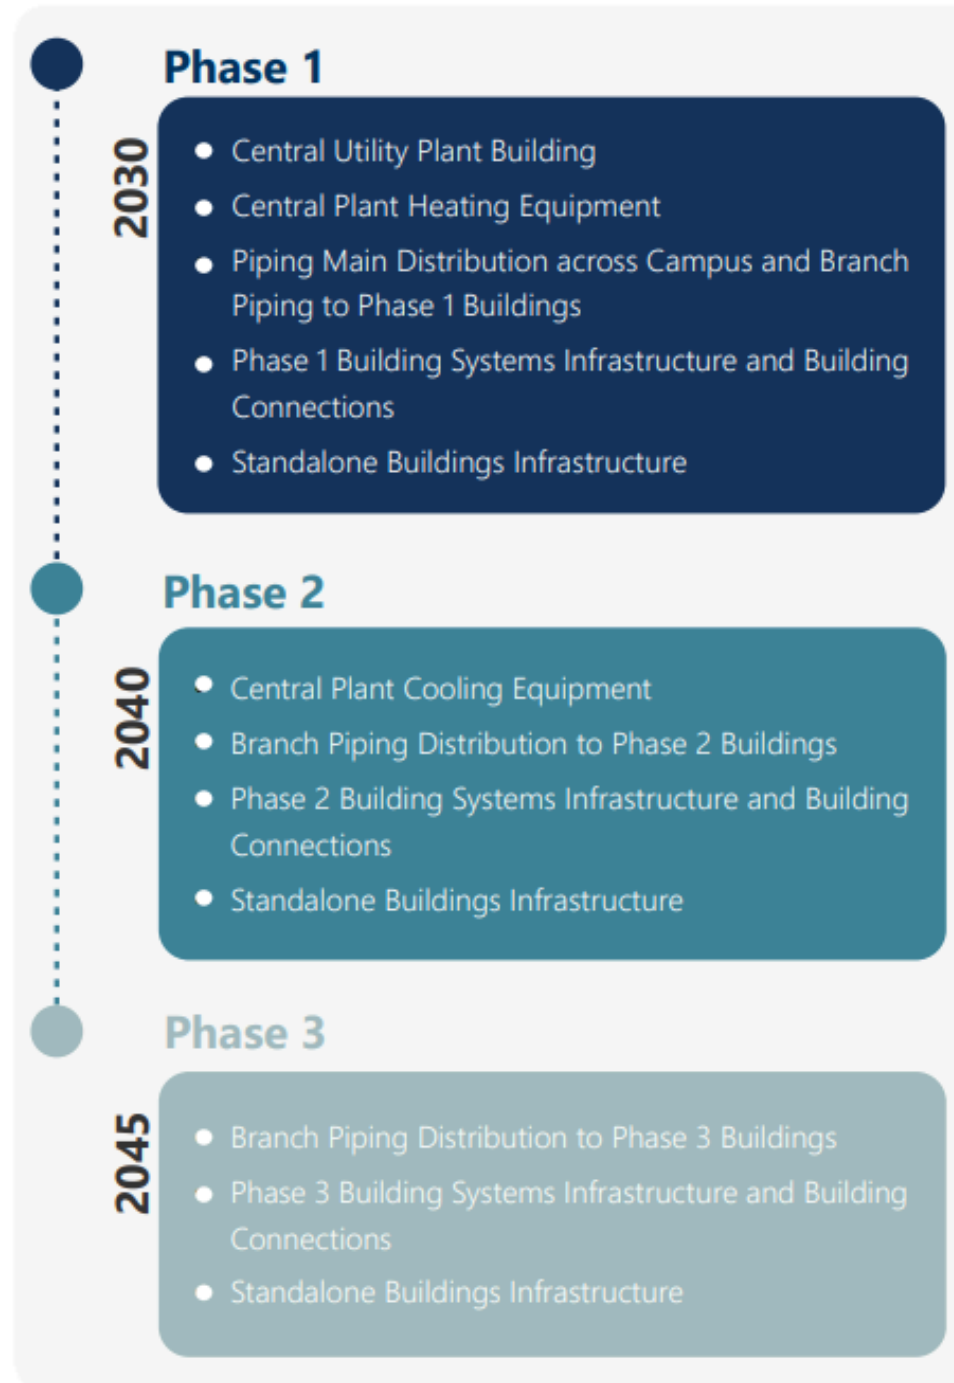 Phase 1
2030
Central Utility Plant Building
Central Plant Heating Equipment
Piping Main Distribution across Campus and Branch
Piping to Phase 1 Buildings
Phase 1 Building Systems Infrastructure and Building
Connections
Standalone Buildings Infrastructure
Phase 2
2040
Central Plant Cooling Equipment
Branch Piping Distribution to Phase 2 Buildings
Phase 2 Building Systems Infrastructure and Building
Connections
Standalone Buildings Infrastructure
Phase 3
2045
Branch Piping Distribution to Phase 3 Buildings
Phase 3 Building Systems Infrastructure and Building
Connections
Standalone Buildings Infrastructure